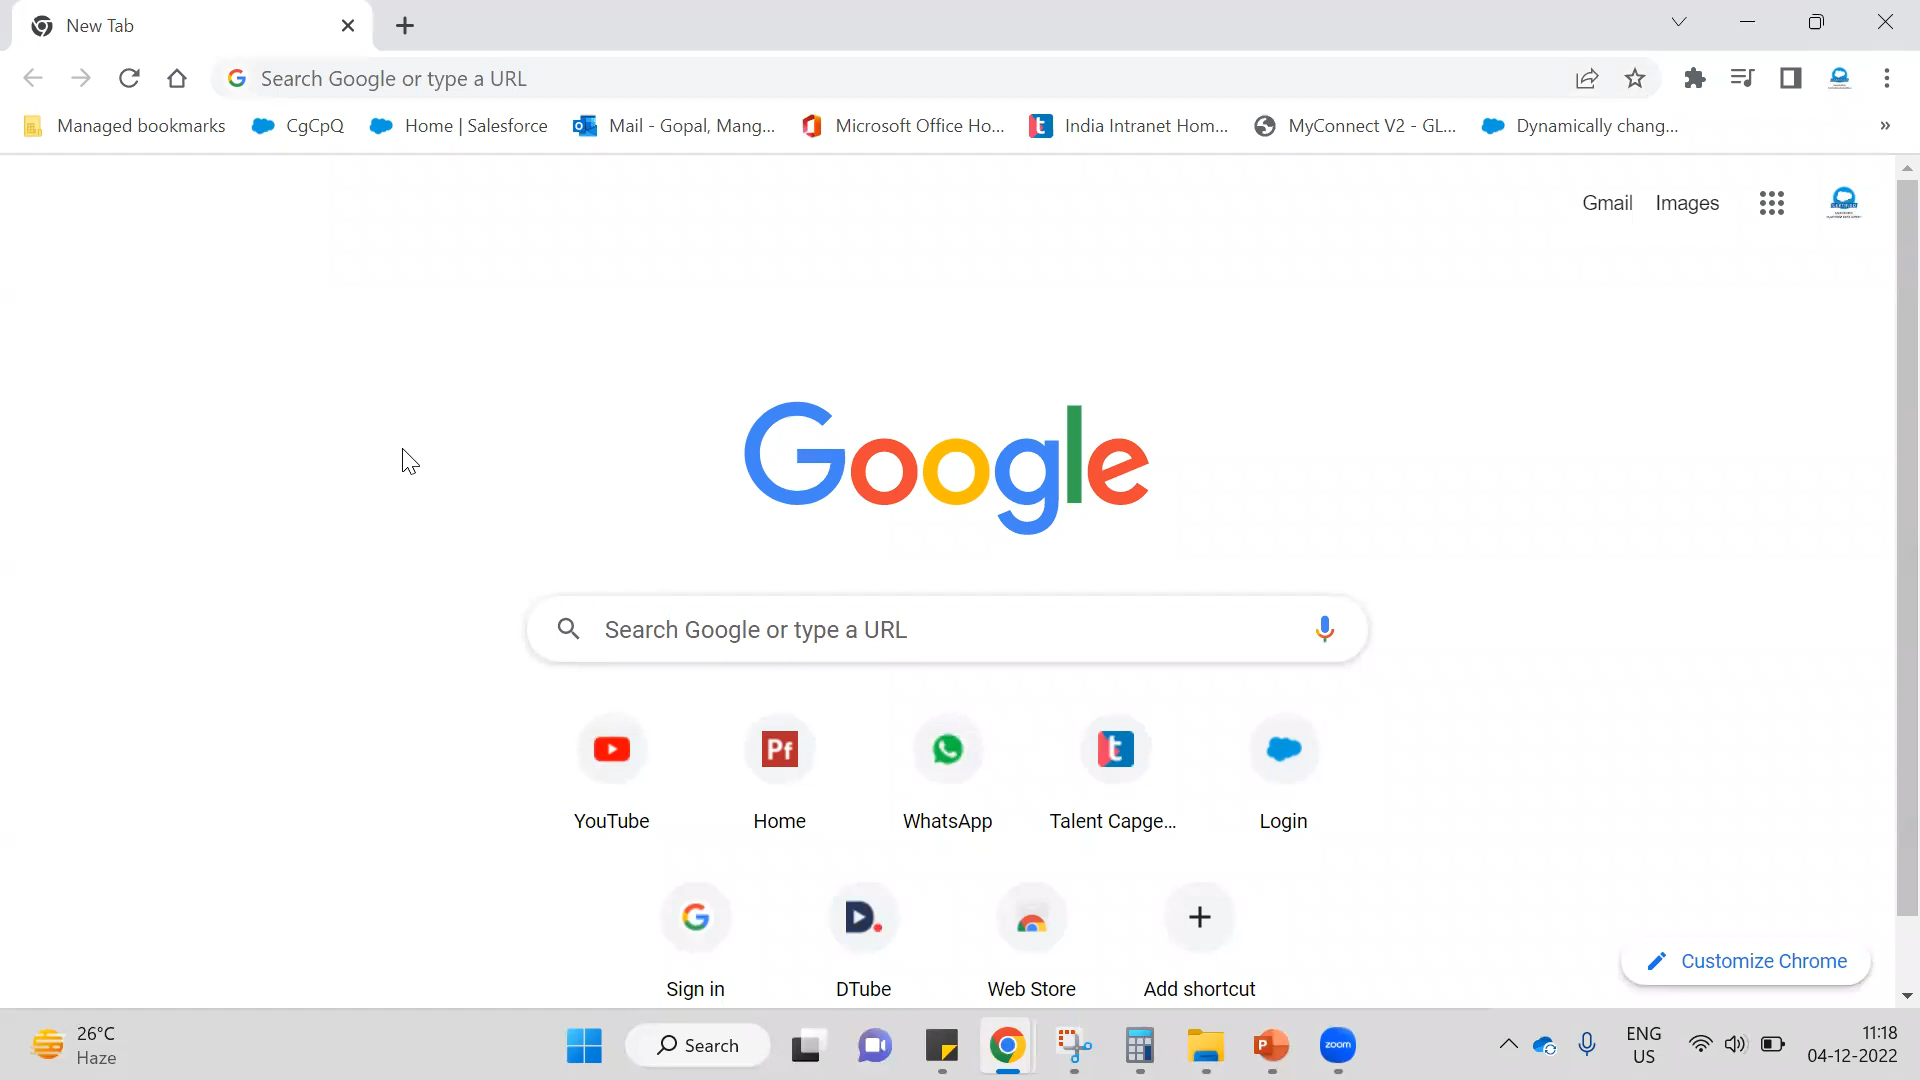 New Tab
Search Google or type a URL
Managed bookmarks
CgCpQ
Home | Salesforce
Mail - Gopal, Mang...
Microsoft Office Ho...
India Intranet Hom...
MyConnect V2 - GL...
Dynamically chang...
»
Gmail
Images
Google
Search Google or type a URL
Pf
t
YouTube
Home
WhatsApp
Talent Capge...
Login
Sign in
DTube
Web Store
Add shortcut
Customize Chrome
26°C
Haze
Search
zoom
ENG
US
11:18
04-12-2022